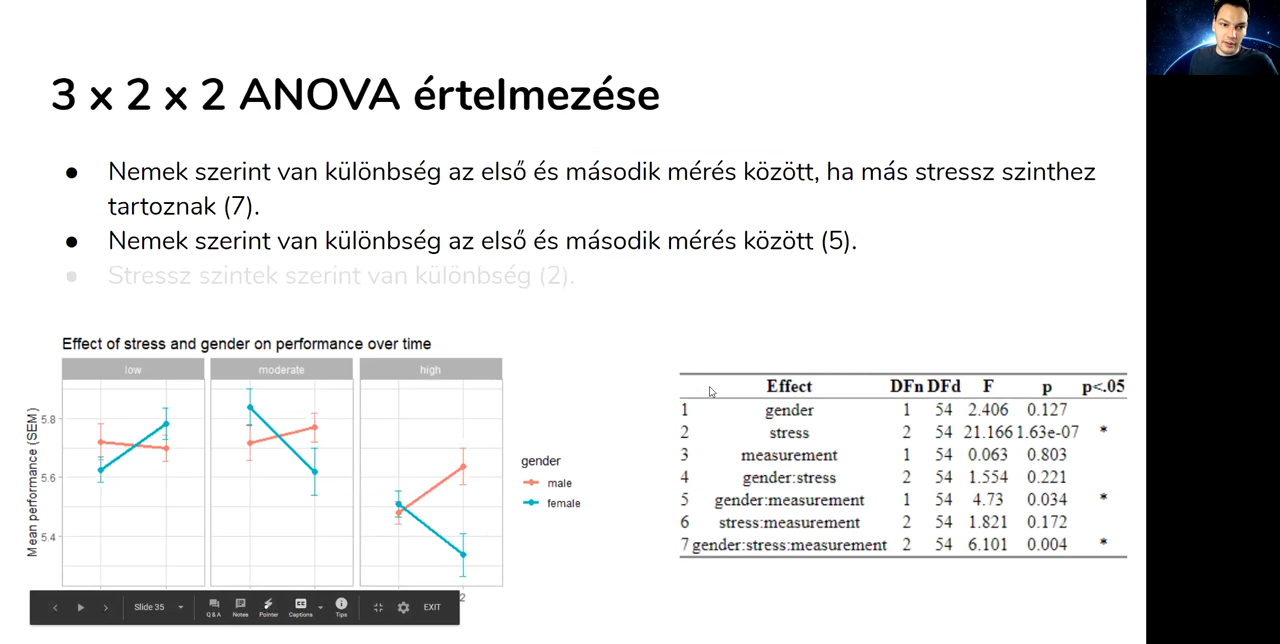 3 x 2 x 2 ANOVA értelmezése
● Nemek szerint van különbség az első és második mérés között, ha más stressz szinthez
tartoznak (7).
● Nemek szerint van különbség az első és második mérés között (5).
● Stressz szintek szerint van különbség (2).
Effect of stress and gender on performance over time
low moderate high
Mean performance (SEM)
5.8
5.6
5.4
2
gender
male
female
Effect DFn DFd F p p<.05
1 gender 1 54 2.406 0.127
2 stress 2 54 21.166 1.63e-07 *
3 measurement 1 54 0.063 0.803
4 gender:stress 2 54 1.554 0.221
5 gender:measurement 1 54 4.73 0.034 *
6 stress:measurement 2 54 1.821 0.172
7 gender:stress:measurement 2 54 6.101 0.004 *
Slide 35 Q & A Notes Pointer CC Captions Tips EXIT